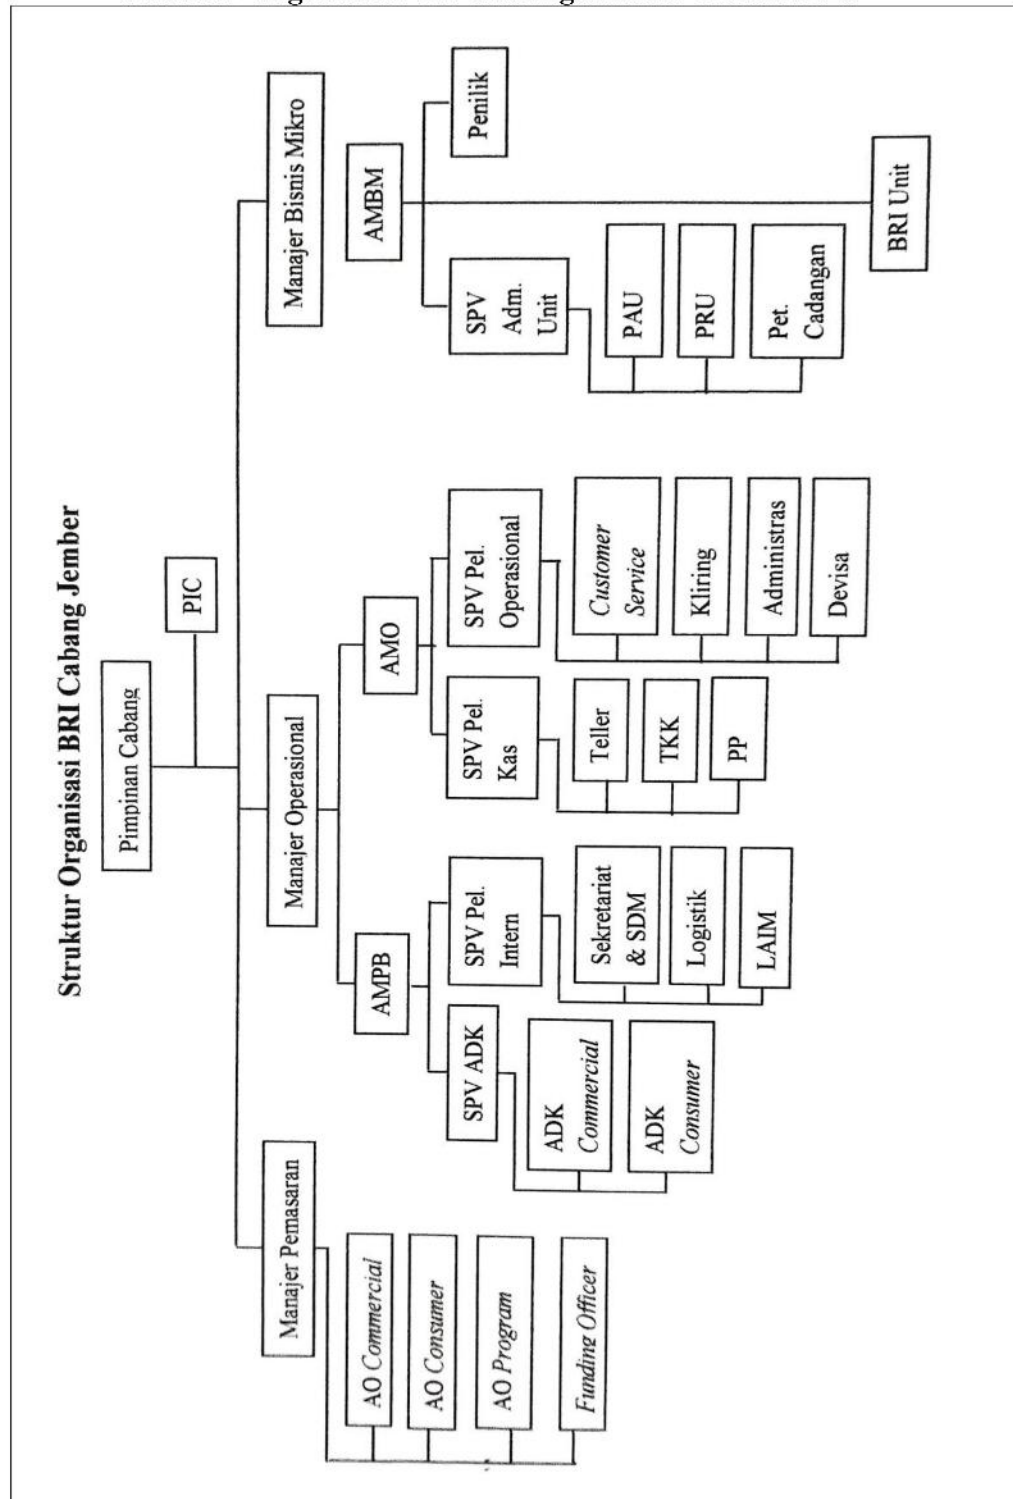 Struktur Organisasi BRI Cabang Jember
Pimpinan Cabang
PIC
Manajer Pemasaran
Manajer Operasional
Manajer Bisnis Mikro
AO Commercial
AO Consumer
AO Program
Funding Officer
AMPB
AMO
AMBM
SPV ADK
SPV Pel.
Intern
SPV Pel.
Kas
SPV Pel.
Operasional
SPV
Adm.
Unit
Penilik
ADK
Commercial
ADK
Consumer
Sekretariat
& SDM
Logistik
LAIM
Teller
TKK
PP
Customer
Service
Kliring
Administras
Devisa
PAU
PRU
Pet.
Cadangan
BRI Unit